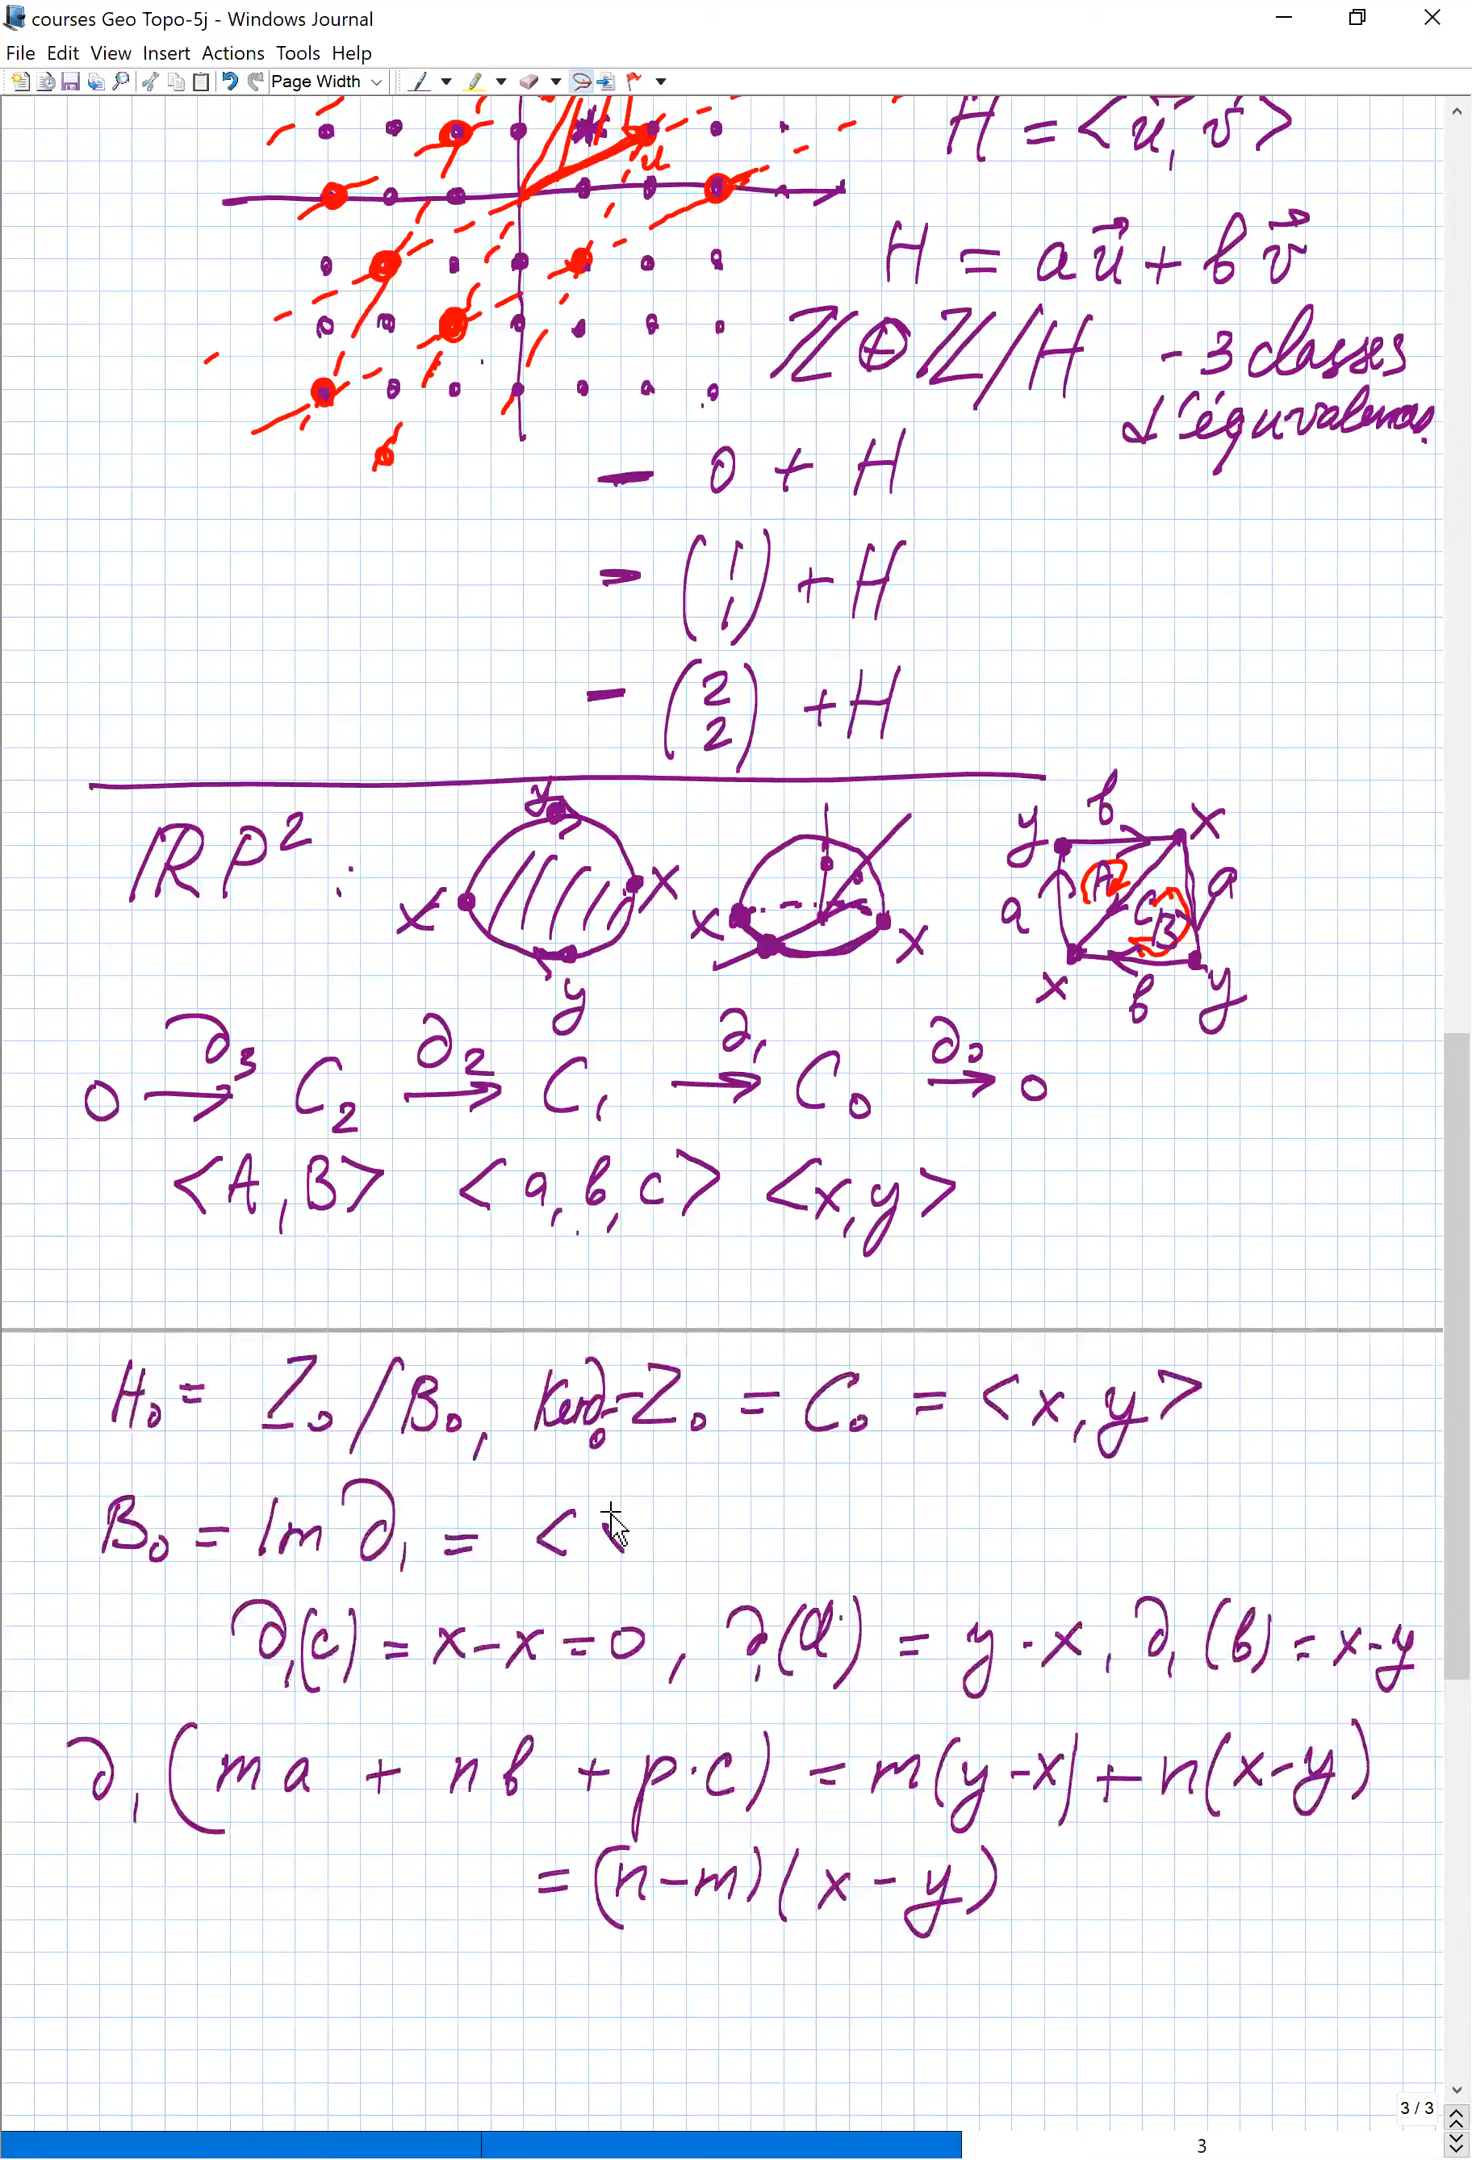 courses Geo Topo-5j - Windows Journal
File Edit View Insert Actions Tools Help
Page Width
u
H = <u⃗, v⃗>
H = a u⃗ + b v⃗
Z ⊕ Z / H - 3 classes
d'équivalence
- 0 + H
- (1 1) + H
- (2 2) + H
RP² :
y x x y
x x
y b x a A C B a x b y
0 →∂₃ C₂ →∂₂ C₁ →∂₁ C₀ →∂₀ 0
<A, B> <a, b, c> <x, y>
H₀ = Z₀ / B₀, Ker ∂₀ = Z₀ = C₀ = <x, y>
B₀ = Im ∂₁ = <
∂₁(c) = x - x = 0, ∂₁(a) = y - x, ∂₁(b) = x - y
∂₁(ma + nb + p·c) = m(y - x) + n(x - y)
= (n - m)(x - y)
3 / 3
3